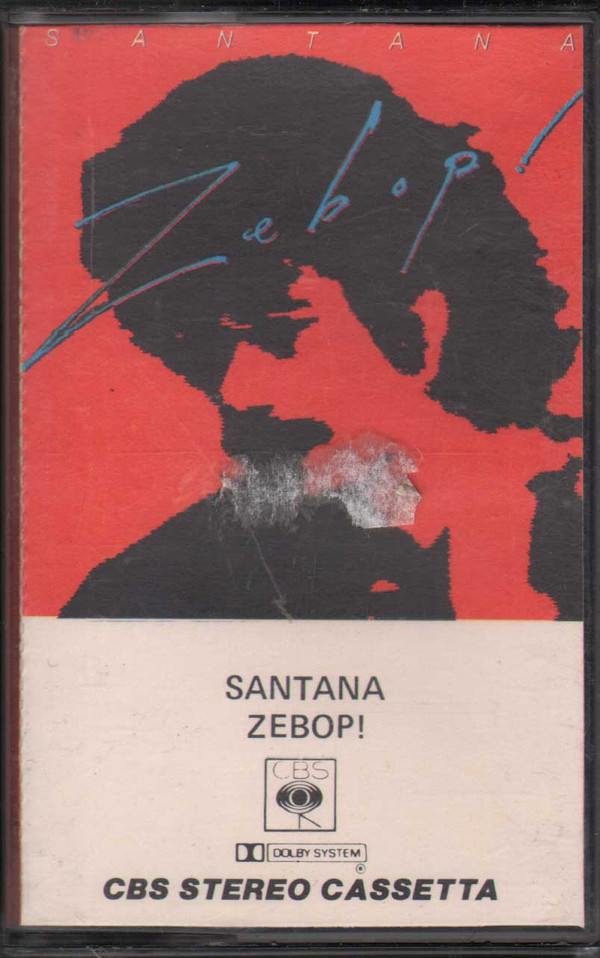 S A N T A N A
Zebop!
SANTANA
ZEBOP!
CBS
DOLBY SYSTEM
®
CBS STEREO CASSETTA